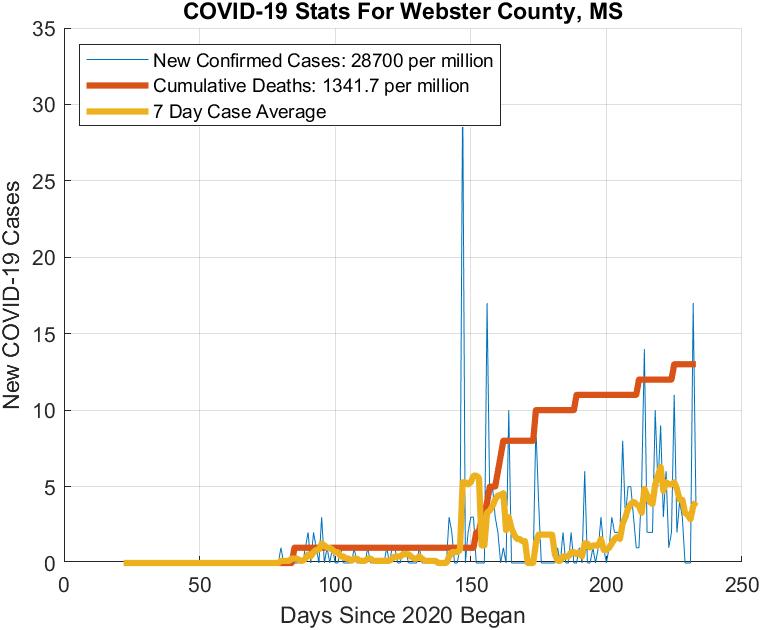 COVID-19 Stats For Webster County, MS
35
30
25
20
15
10
5
0
New COVID-19 Cases
New Confirmed Cases: 28700 per million
Cumulative Deaths: 1341.7 per million
7 Day Case Average
0 50 100 150 200 250
Days Since 2020 Began